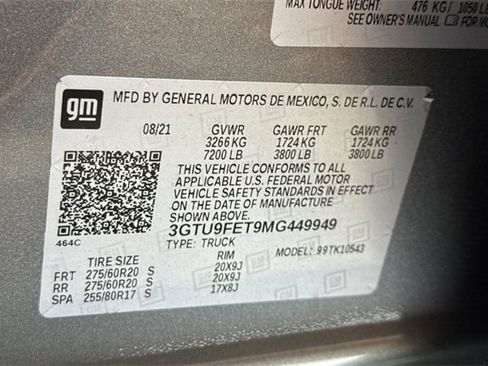 MAX TONGUE WEIGHT: 476 KG/ 1050 LB
SEE OWNER'S MANUAL FOR MO
gm
MFD BY GENERAL MOTORS DE MEXICO, S. DE R.L. DE C.V.
08/21 GVWR GAWR FRT GAWR RR
3266 KG 1724 KG 1724 KG
7200 LB 3800 LB 3800 LB
THIS VEHICLE CONFORMS TO ALL
APPLICABLE U.S. FEDERAL MOTOR
VEHICLE SAFETY STANDARDS IN EFFECT
ON THE DATE OF MANUFACTURE
SHOWN ABOVE.
3GTU9FET9MG449949
464C TYPE: TRUCK MODEL: 99TK10543
TIRE SIZE RIM
FRT 275/60R20 S 20X9J
RR 275/60R20 S 20X9J
SPA 255/80R17 S 17X8J